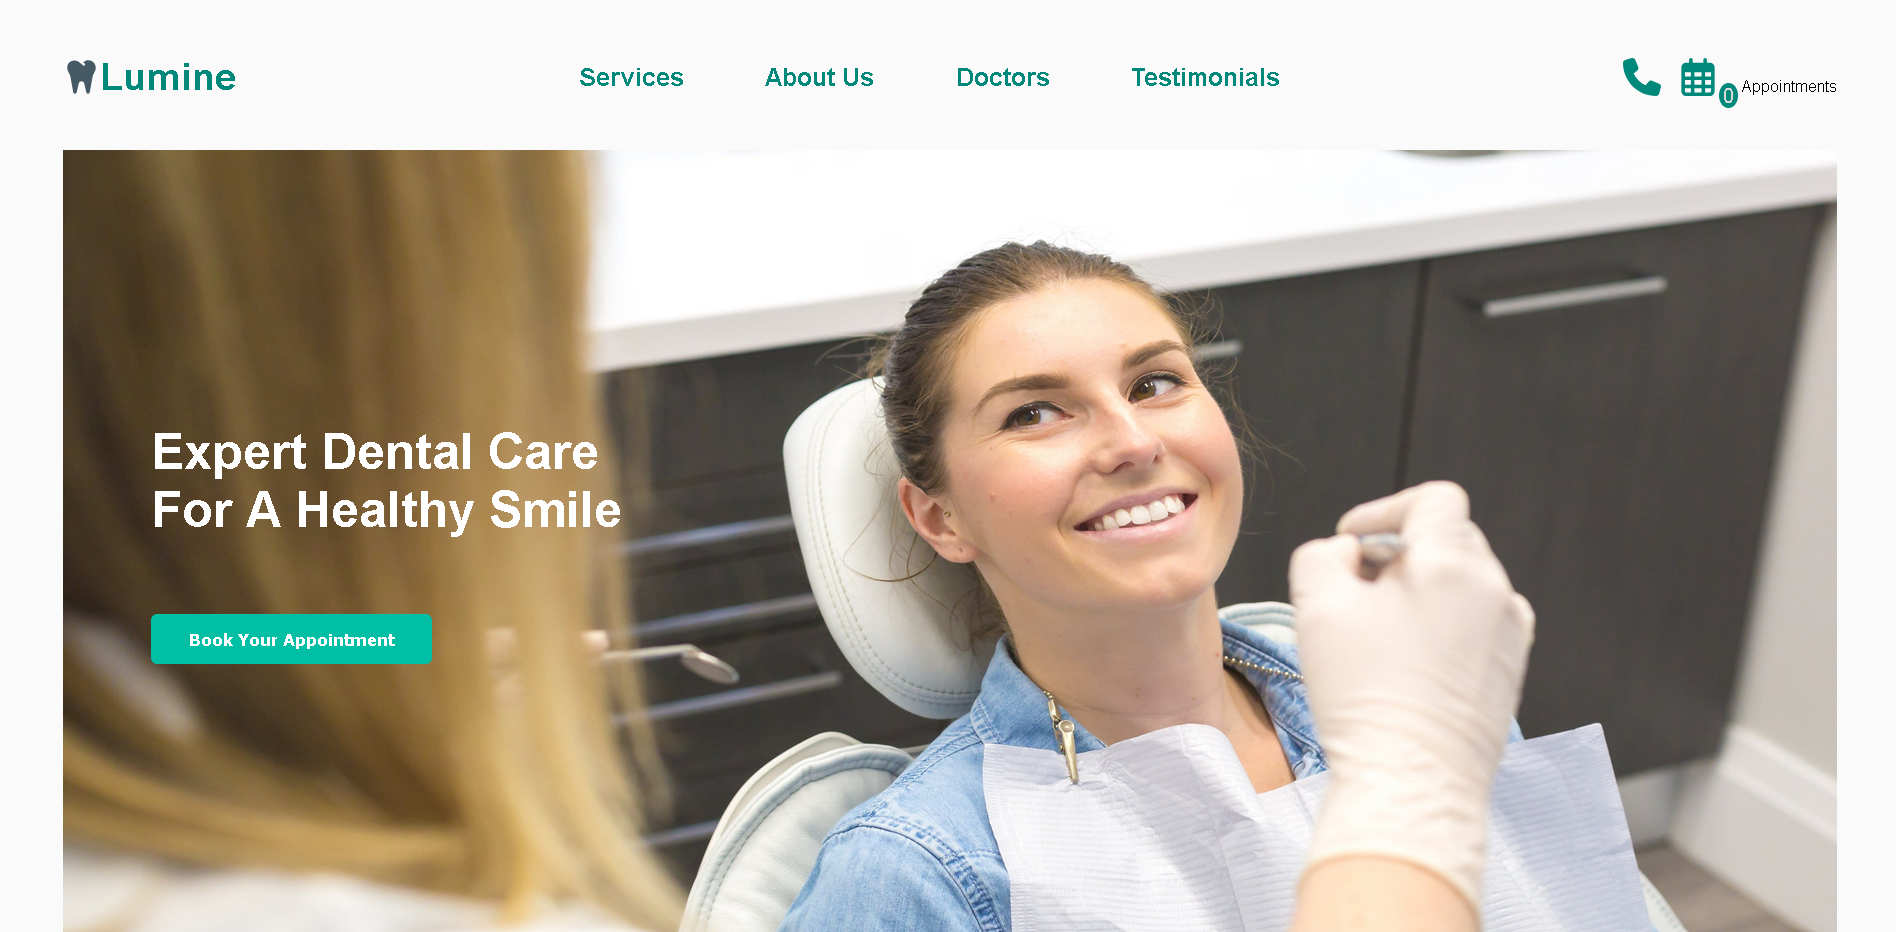 Lumine
Services
About Us
Doctors
Testimonials
0 Appointments
Expert Dental Care
For A Healthy Smile
Book Your Appointment